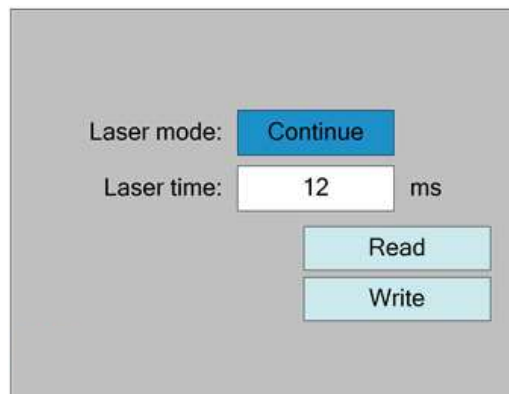 Laser mode: Continue
Laser time: 12 ms
Read
Write